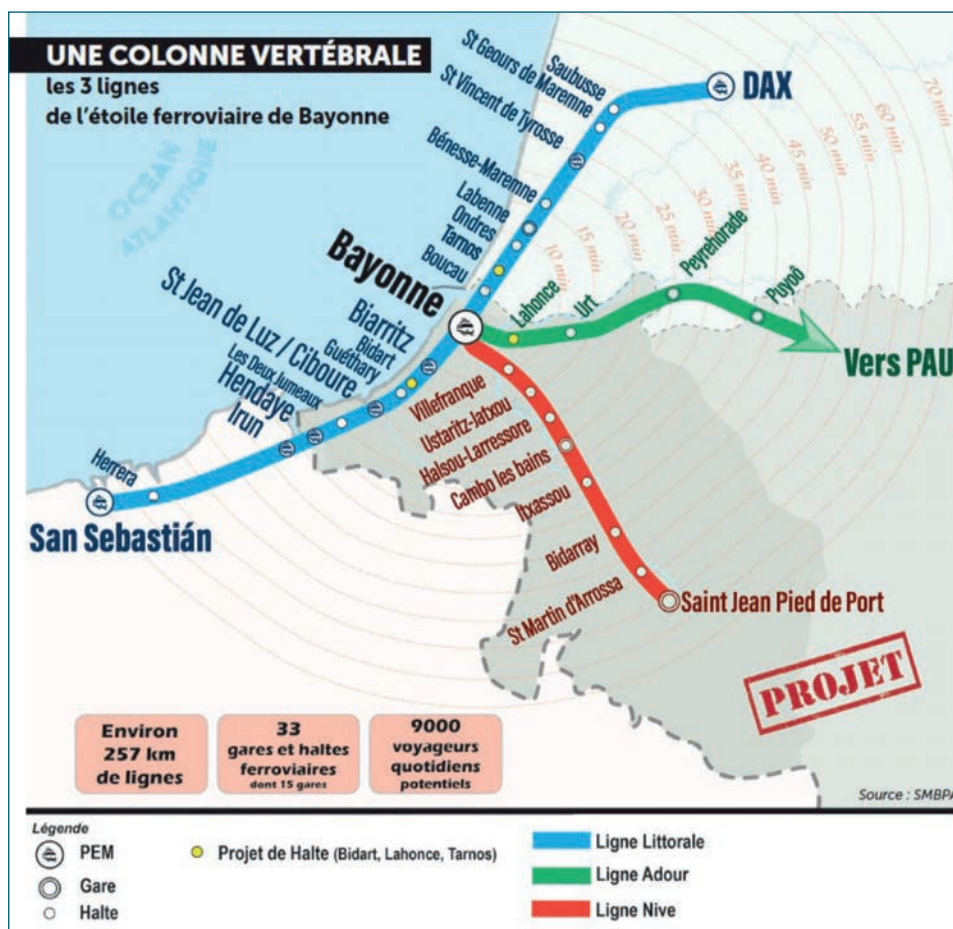 UNE COLONNE VERTÉBRALE
les 3 lignes
de l'étoile ferroviaire de Bayonne
OCÉAN
ATLANTIQUE
DAX
Saubusse
St Geours de Maremne
St Vincent de Tyrosse
Bénesse-Maremne
Labenne
Ondres
Tarnos
Boucau
Bayonne
Biarritz
Bidart
Guéthary
St Jean de Luz / Ciboure
Les Deux Jumeaux
Hendaye
Irun
Herrera
San Sebastián
Lahonce
Urt
Peyrehorade
Puyoô
Vers PAU
Villefranque
Ustaritz-Jatxou
Halsou-Larressore
Cambo les bains
Itxassou
Bidarray
St Martin d'Arrossa
Saint Jean Pied de Port
10 min
15 min
20 min
25 min
30 min
35 min
40 min
45 min
50 min
55 min
60 min
70 min
PROJET
Environ
257 km
de lignes
33
gares et haltes
ferroviaires
dont 15 gares
9000
voyageurs
quotidiens
potentiels
Source : SMBPA
Légende
PEM
Gare
Halte
Projet de Halte (Bidart, Lahonce, Tarnos)
Ligne Littorale
Ligne Adour
Ligne Nive